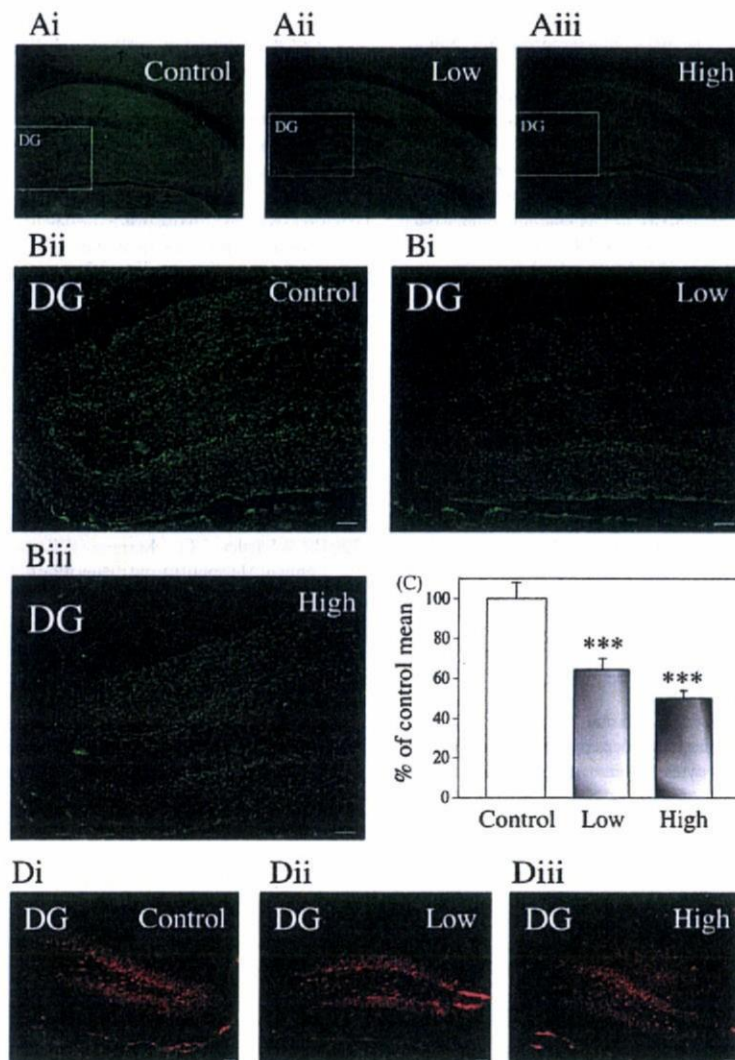 Ai Aii Aiii
Control Low High
DG DG DG
Bii Bi
DG Control DG Low
Biii
DG High
(C)
% of control mean
100
80
60
40
20
0
***
***
Control Low High
Di Dii Diii
DG Control DG Low DG High